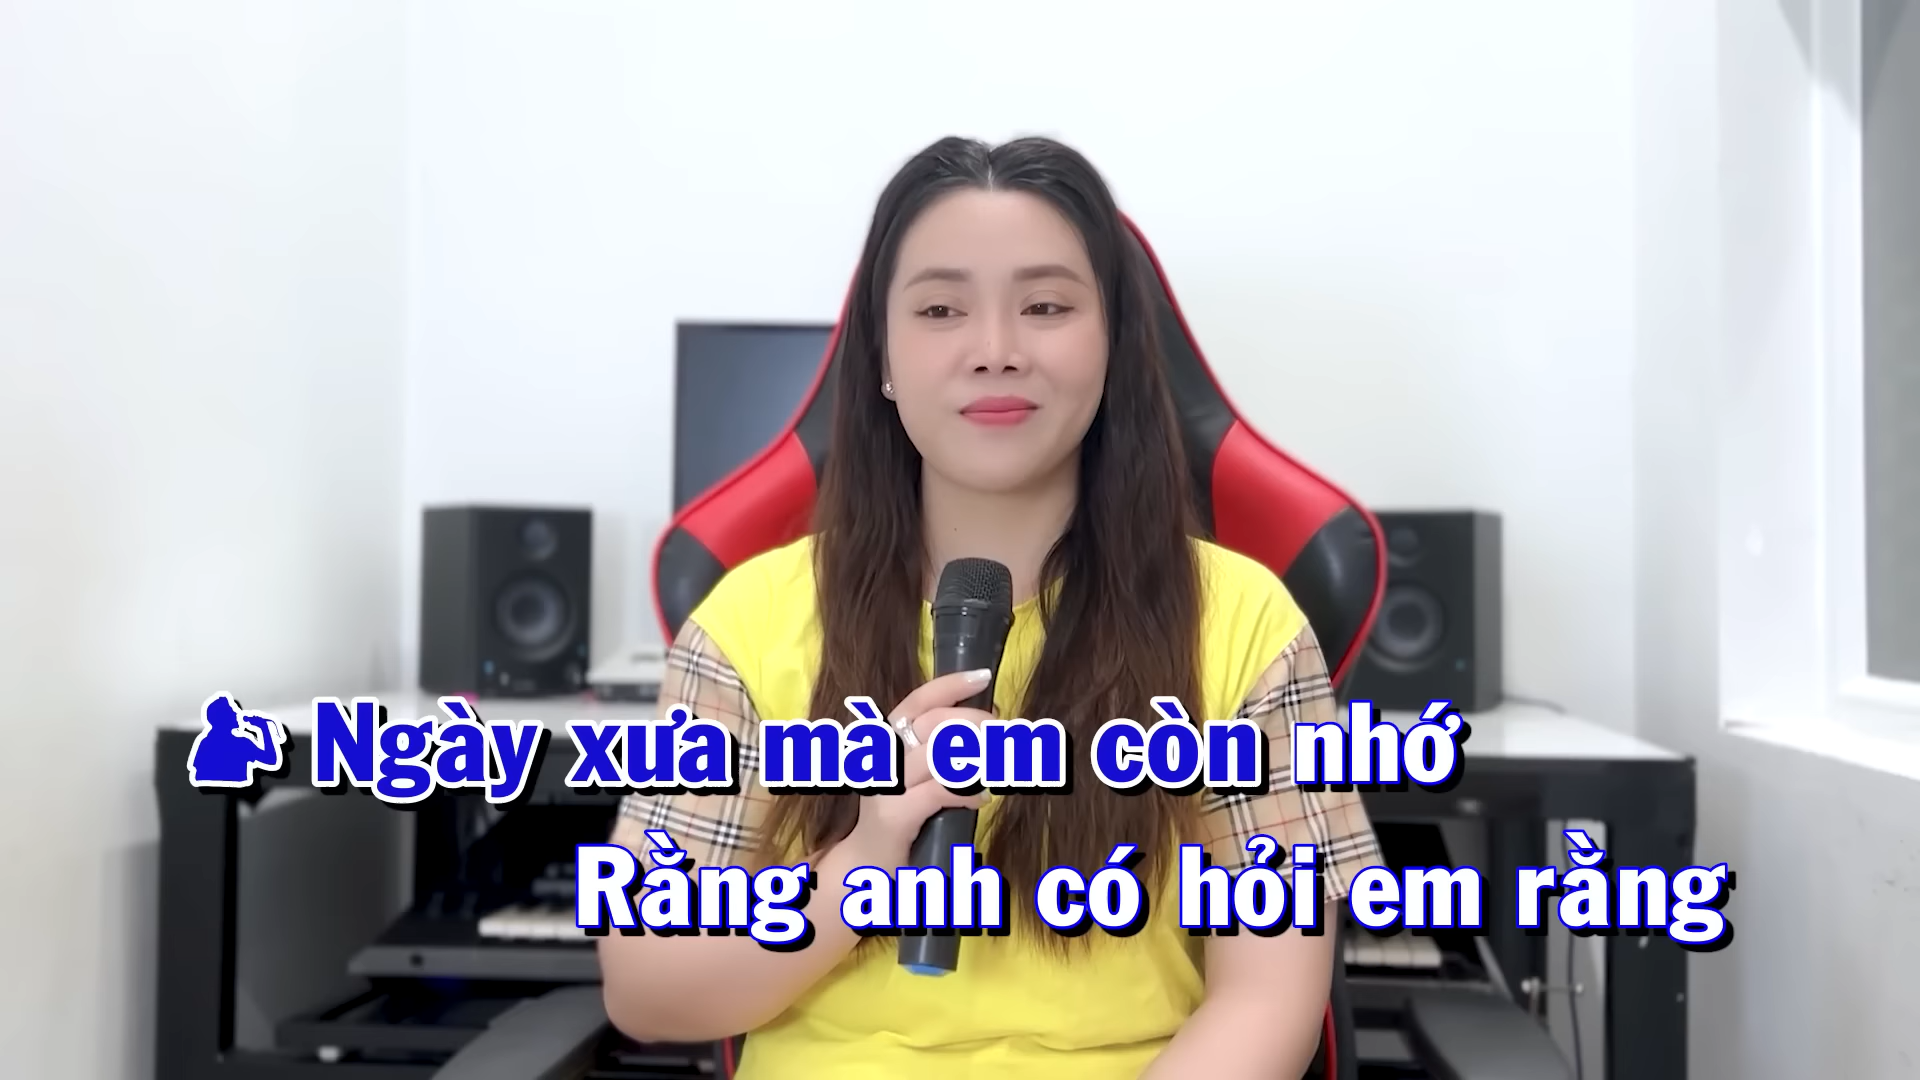 Ngày xưa mà em còn nhớ
Rằng anh có hỏi em rằng